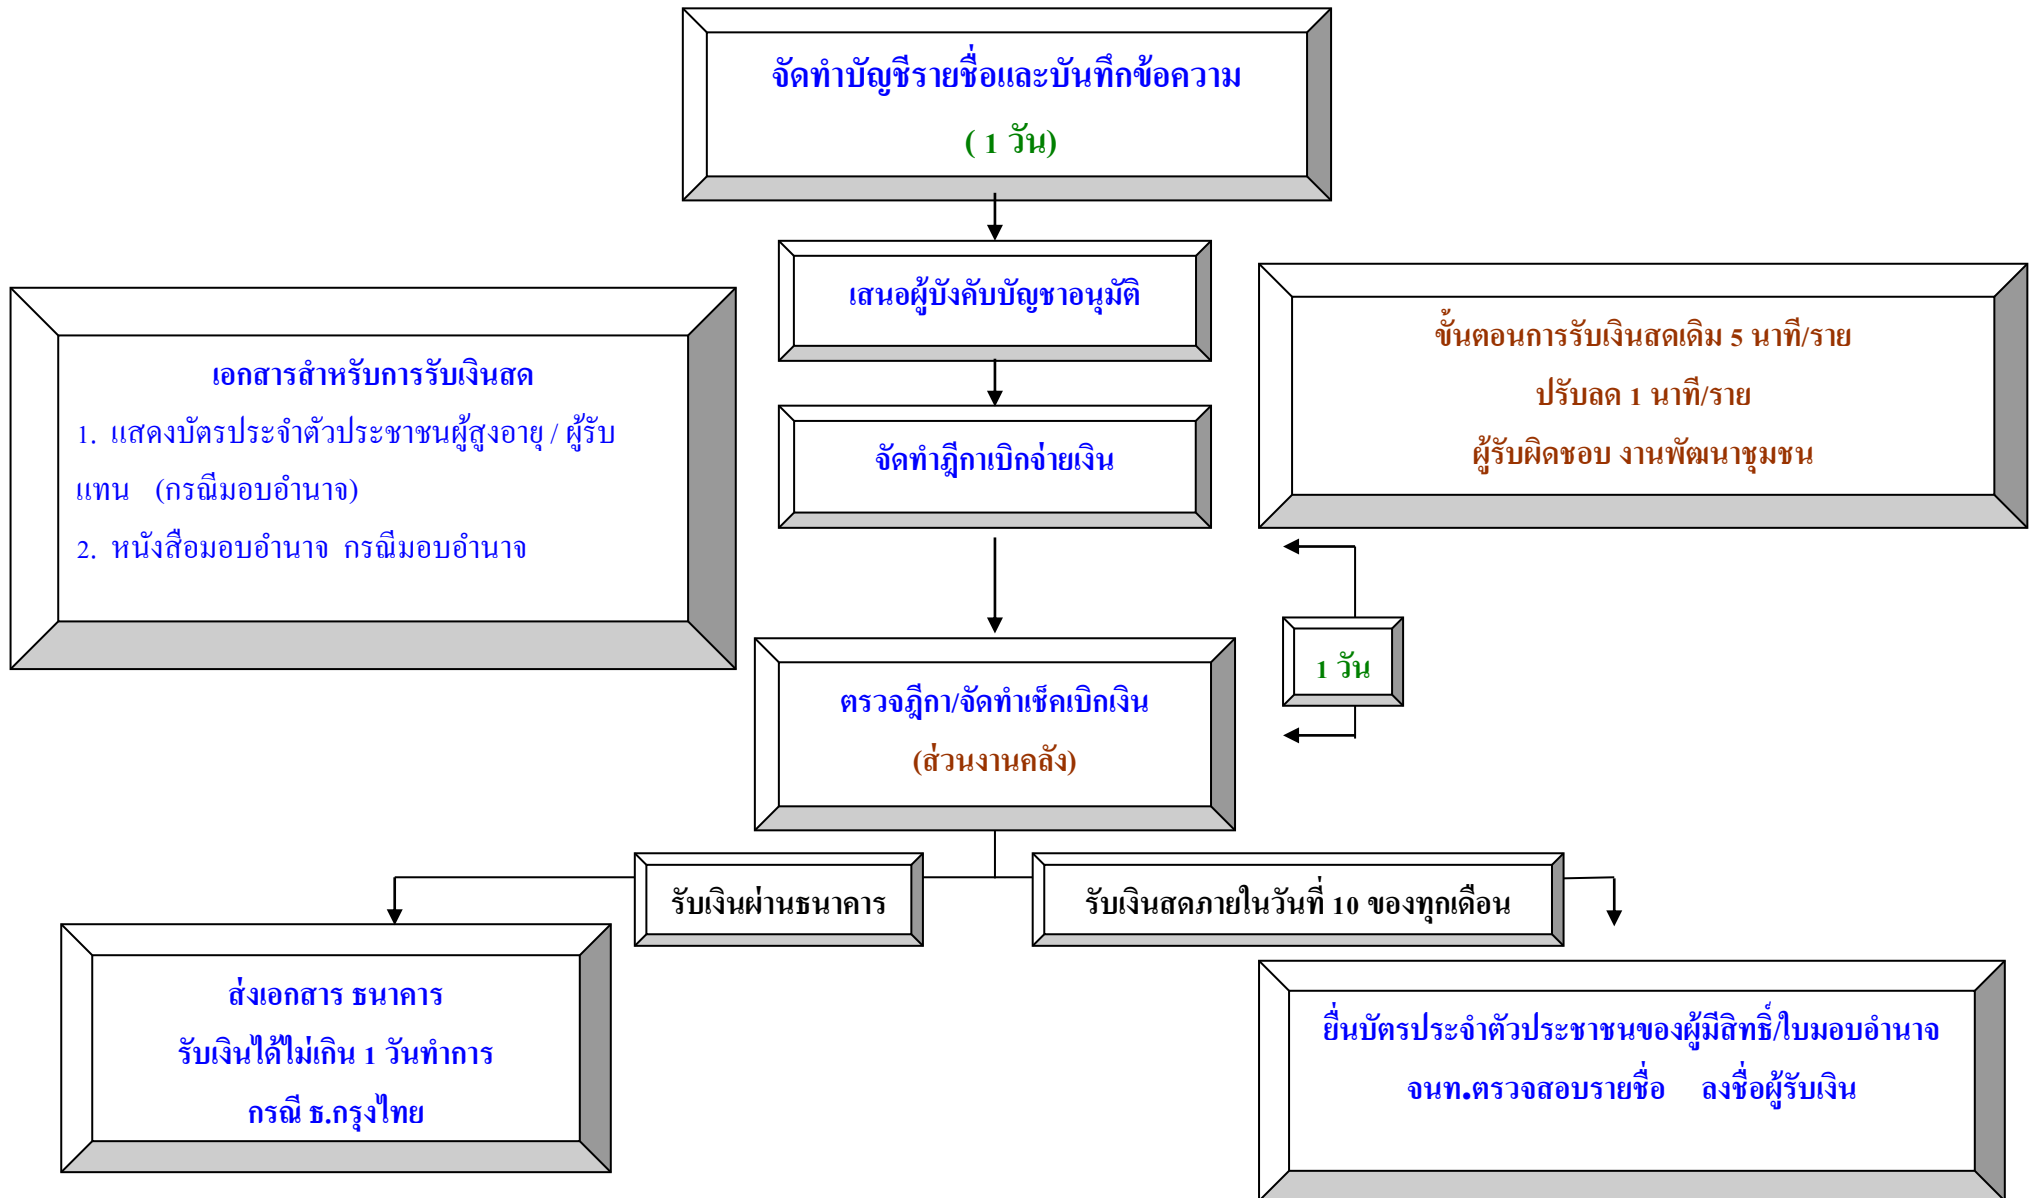 จัดทำบัญชีรายชื่อและบันทึกข้อความ
( 1 วัน)
เสนอผู้บังคับบัญชาอนุมัติ
เอกสารสำหรับการรับเงินสด
1. แสดงบัตรประจำตัวประชาชนผู้สูงอายุ / ผู้รับ
แทน (กรณีมอบอำนาจ)
2. หนังสือมอบอำนาจ กรณีมอบอำนาจ
ขั้นตอนการรับเงินสดเดิม 5 นาที/ราย
ปรับลด 1 นาที/ราย
ผู้รับผิดชอบ งานพัฒนาชุมชน
จัดทำฎีกาเบิกจ่ายเงิน
1 วัน
ตรวจฎีกา/จัดทำเช็คเบิกเงิน
(ส่วนงานคลัง)
รับเงินผ่านธนาคาร
รับเงินสดภายในวันที่ 10 ของทุกเดือน
ส่งเอกสาร ธนาคาร
รับเงินได้ไม่เกิน 1 วันทำการ
กรณี ธ.กรุงไทย
ยื่นบัตรประจำตัวประชาชนของผู้มีสิทธิ์/ใบมอบอำนาจ
จนท.ตรวจสอบรายชื่อ ลงชื่อผู้รับเงิน